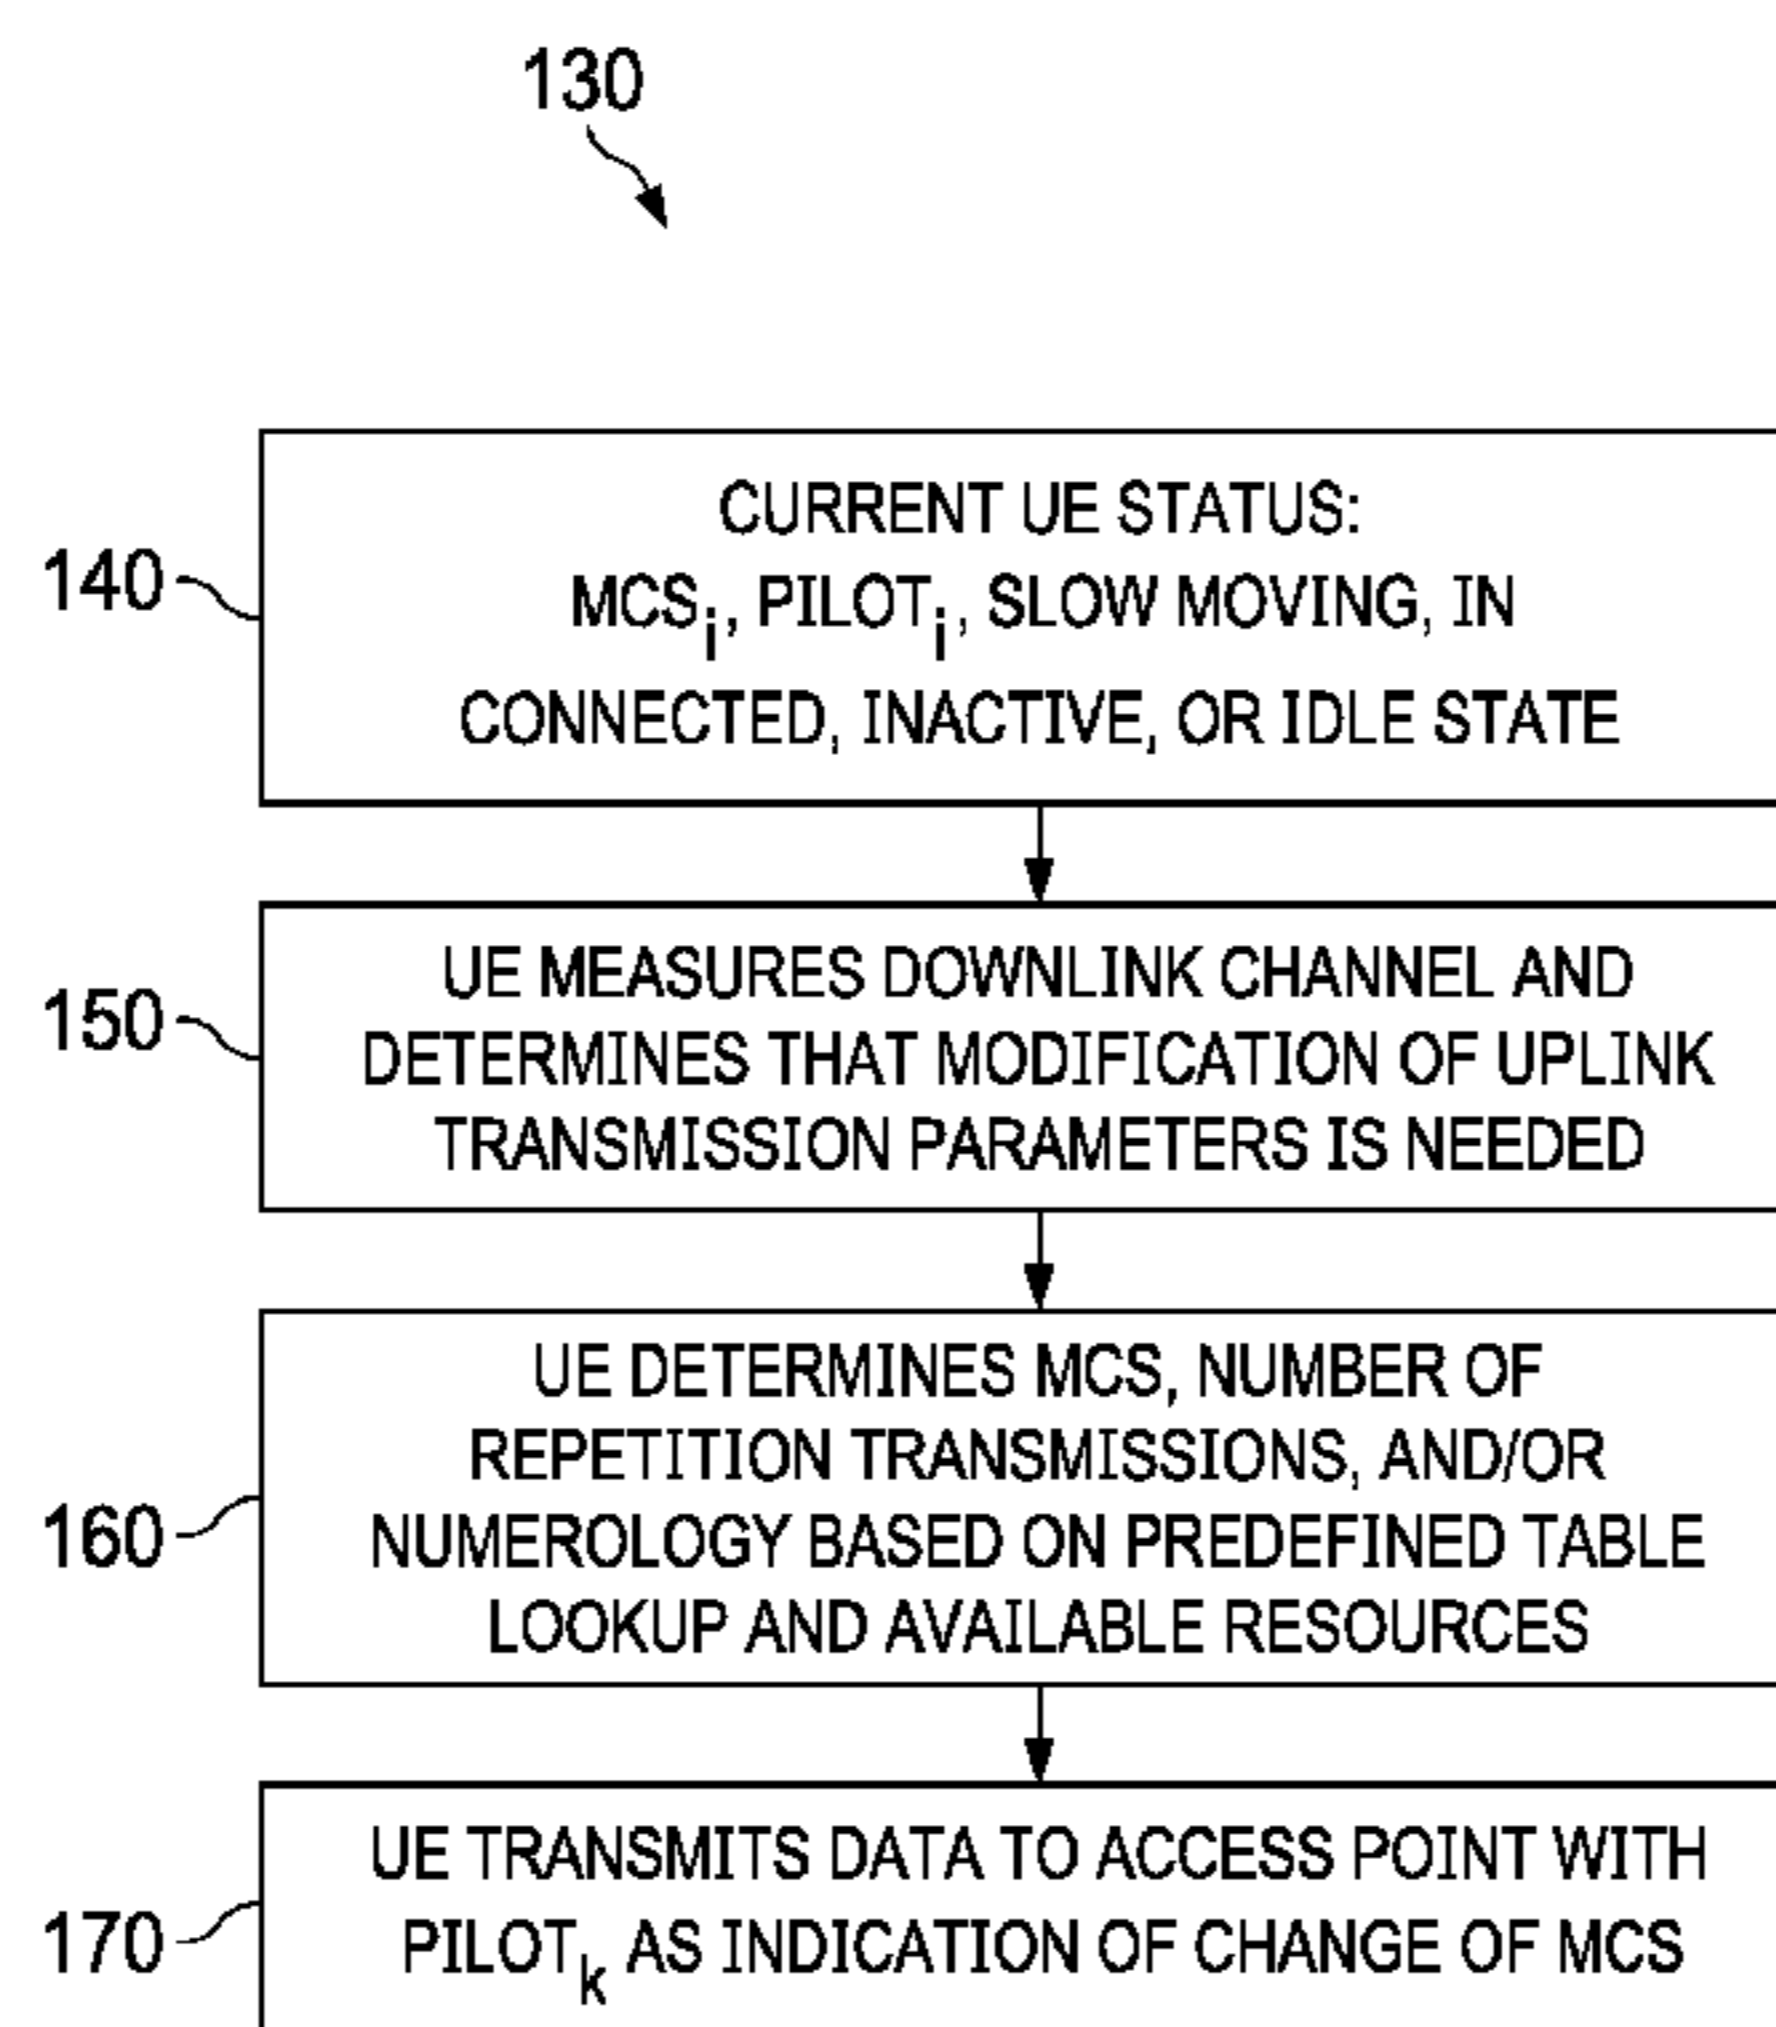 130
140
CURRENT UE STATUS:
MCSi, PILOTi, SLOW MOVING, IN
CONNECTED, INACTIVE, OR IDLE STATE
150
UE MEASURES DOWNLINK CHANNEL AND
DETERMINES THAT MODIFICATION OF UPLINK
TRANSMISSION PARAMETERS IS NEEDED
160
UE DETERMINES MCS, NUMBER OF
REPETITION TRANSMISSIONS, AND/OR
NUMEROLOGY BASED ON PREDEFINED TABLE
LOOKUP AND AVAILABLE RESOURCES
170
UE TRANSMITS DATA TO ACCESS POINT WITH
PILOTk AS INDICATION OF CHANGE OF MCS